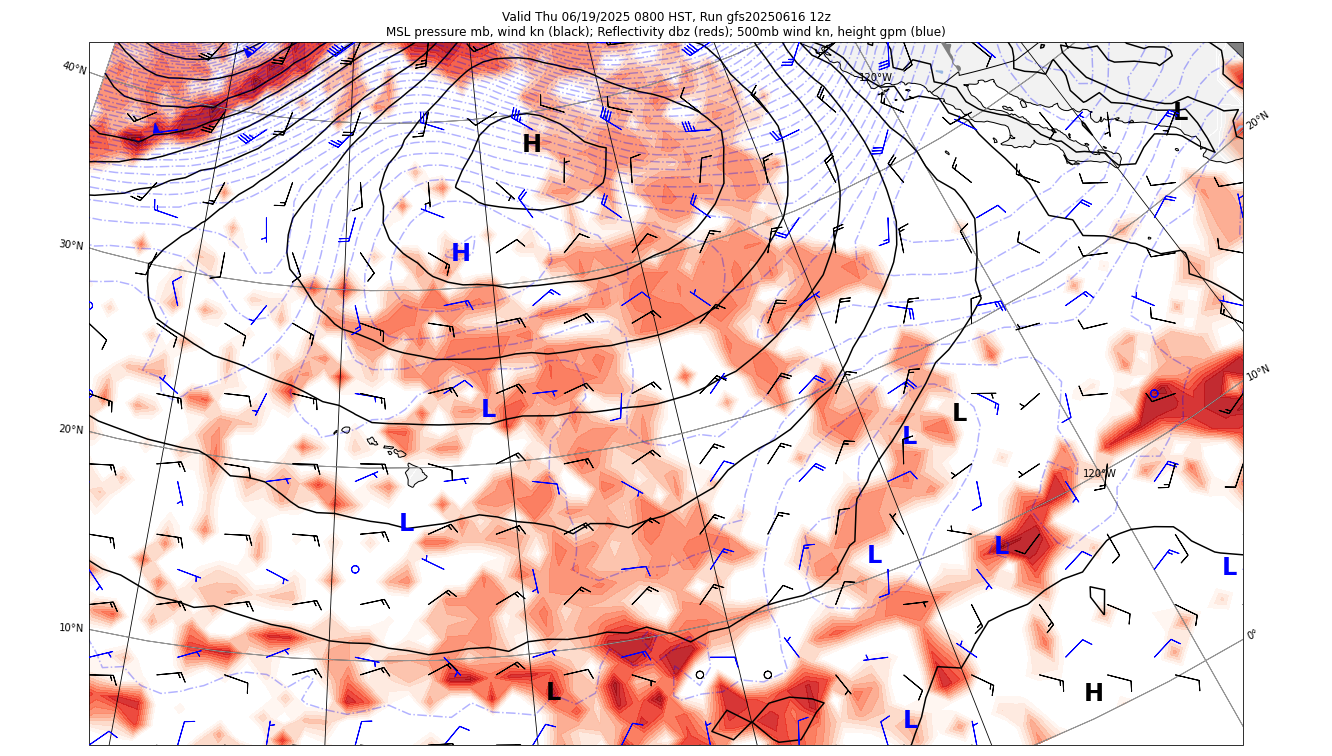 Valid Thu 06/19/2025 0800 HST, Run gfs20250616 12z
MSL pressure mb, wind kn (black); Reflectivity dbz (reds); 500mb wind kn, height gpm (blue)
40°N
120°W
L
20°N
H
30°N
H
10°N
L
L
20°N
L
120°W
L
L
L
L
10°N
0°
L
H
L